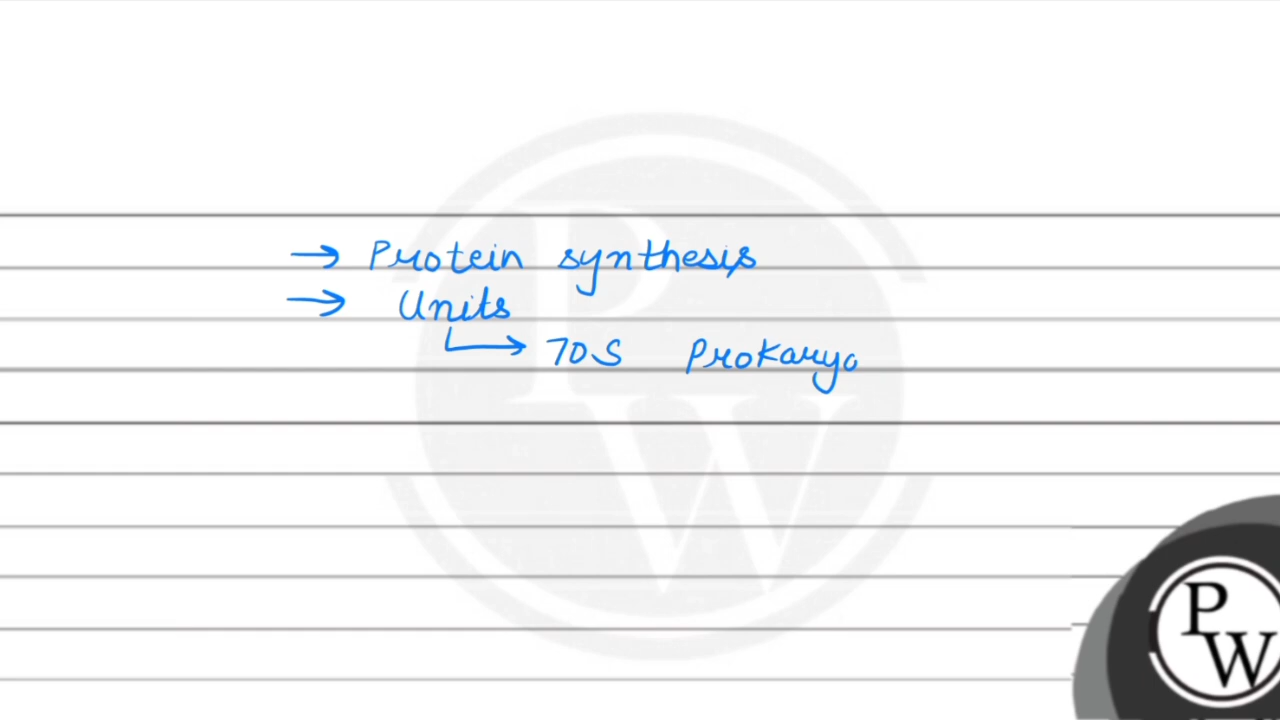 → Protein synthesis
→ Units
↳ 70S Prokaryo
P
W
P
W